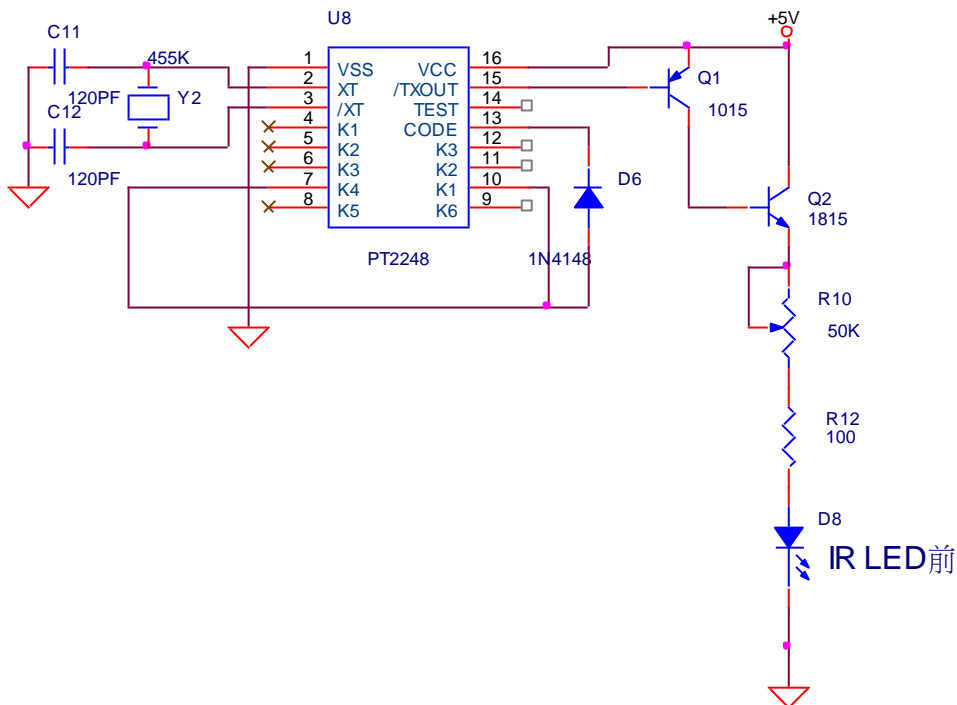 U8
+5V
C11
455K
120PF
Y2
C12
120PF
1 VSS
2 XT
3 /XT
4 K1
5 K2
6 K3
7 K4
8 K5
VCC 16
/TXOUT 15
TEST 14
CODE 13
K3 12
K2 11
K1 10
K6 9
PT2248
Q1
1015
D6
1N4148
Q2
1815
R10
50K
R12
100
D8
IR LED前